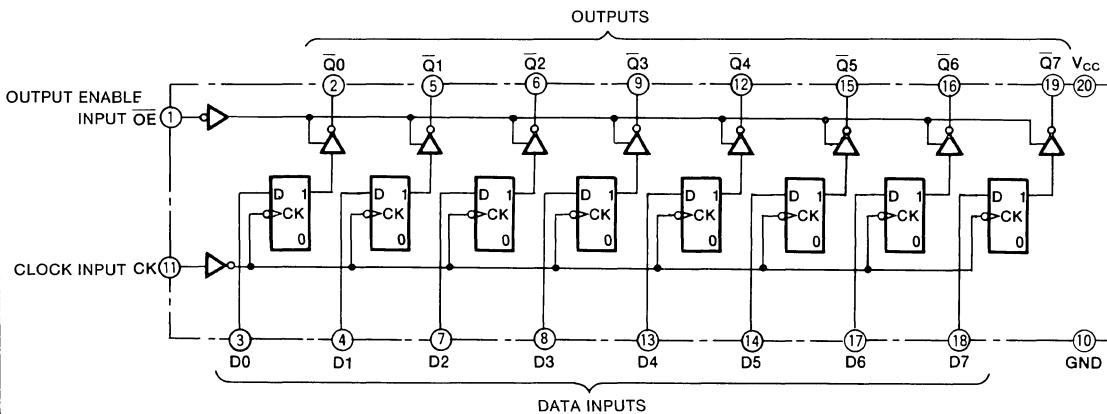 OUTPUTS
Q̅0 Q̅1 Q̅2 Q̅3 Q̅4 Q̅5 Q̅6 Q̅7 VCC
2 5 6 9 12 15 16 19 20
OUTPUT ENABLE
INPUT O̅E̅ 1
D 1 D 1 D 1 D 1 D 1 D 1 D 1 D 1
CK CK CK CK CK CK CK CK
0 0 0 0 0 0 0 0
CLOCK INPUT CK 11
3 4 7 8 13 14 17 18 10
D0 D1 D2 D3 D4 D5 D6 D7 GND
DATA INPUTS